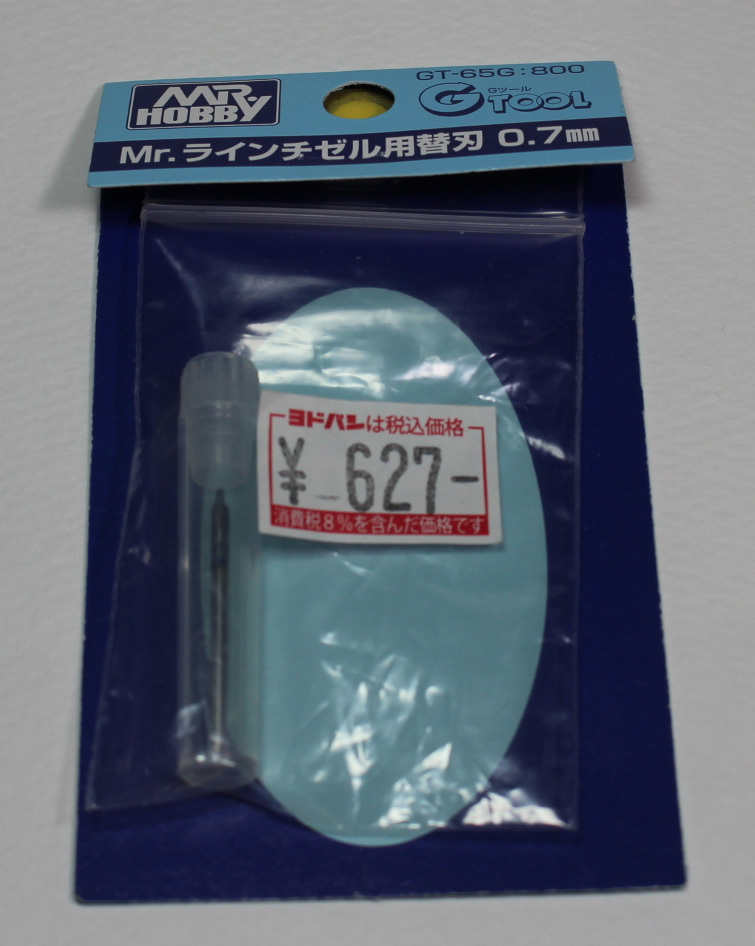 GT-65G:800
MR.
HOBBY
Gツール
G TOOL
Mr.ラインチゼル用替刃 0.7mm
ヨドバシは税込価格
¥ 627-
消費税8%を含んだ価格です